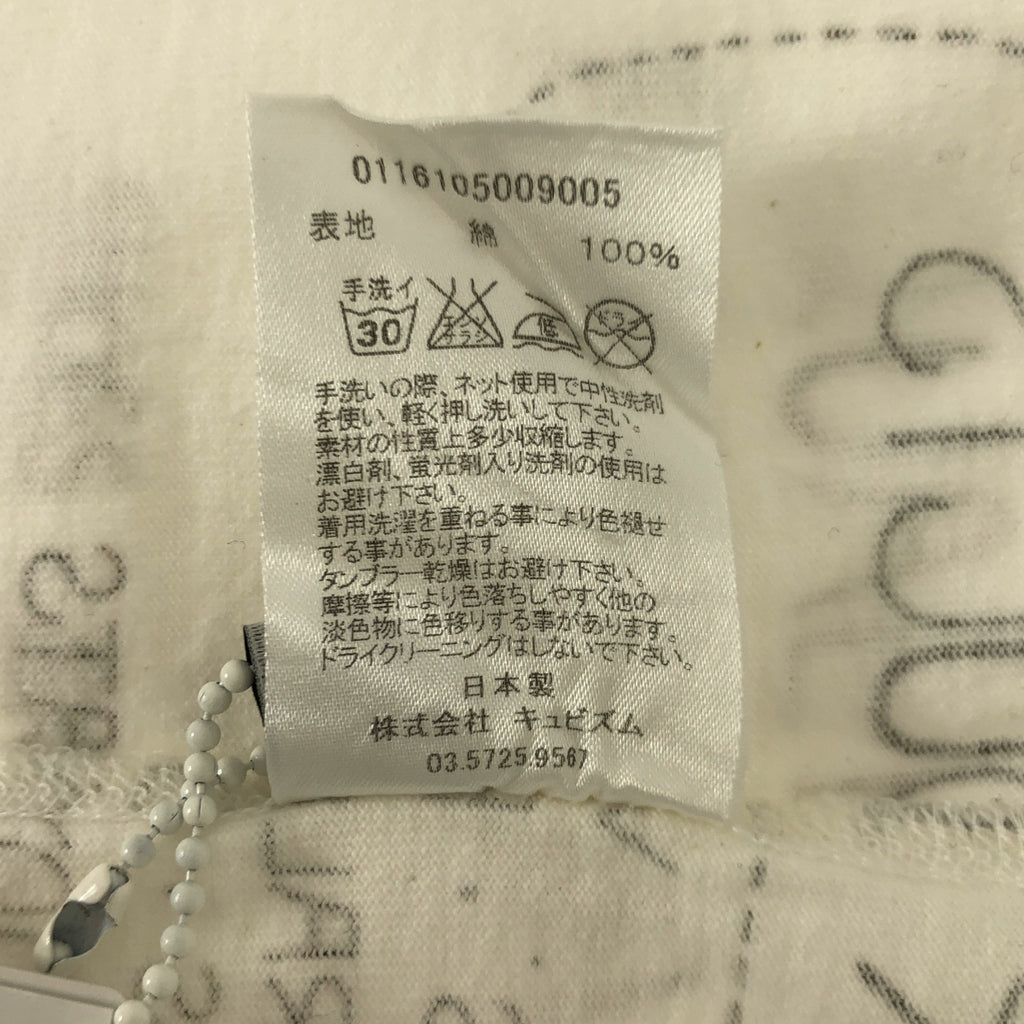 0116105009005
表地 綿 100%
手洗イ
30 エンソサラシ 低 ドライ
手洗いの際、ネット使用で中性洗剤
を使い、軽く押し洗いして下さい。
素材の性質上多少収縮します。
漂白剤、蛍光剤入り洗剤の使用は
お避け下さい。
着用洗濯を重ねる事により色褪せ
する事があります。
タンブラー乾燥はお避け下さい。
摩擦等により色落ちしやすく他の
淡色物に色移りする事があります。
ドライクリーニングはしないで下さい。
日本製
株式会社 キュビズム
03.5725.9567